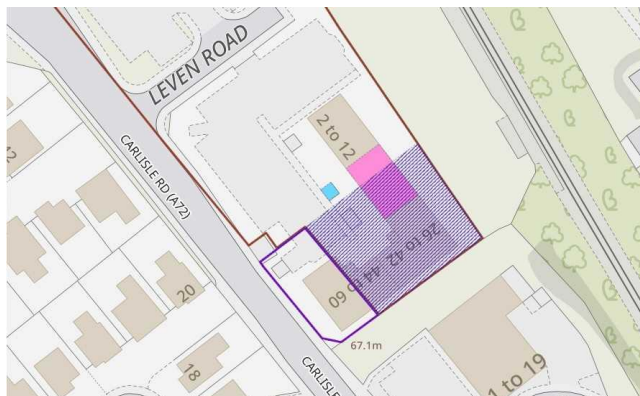 LEVEN ROAD
2 to 12
CARLISLE RD (A72)
26 to 42
44 to 60
20
67.1m
18
CARLISLE
1 to 19